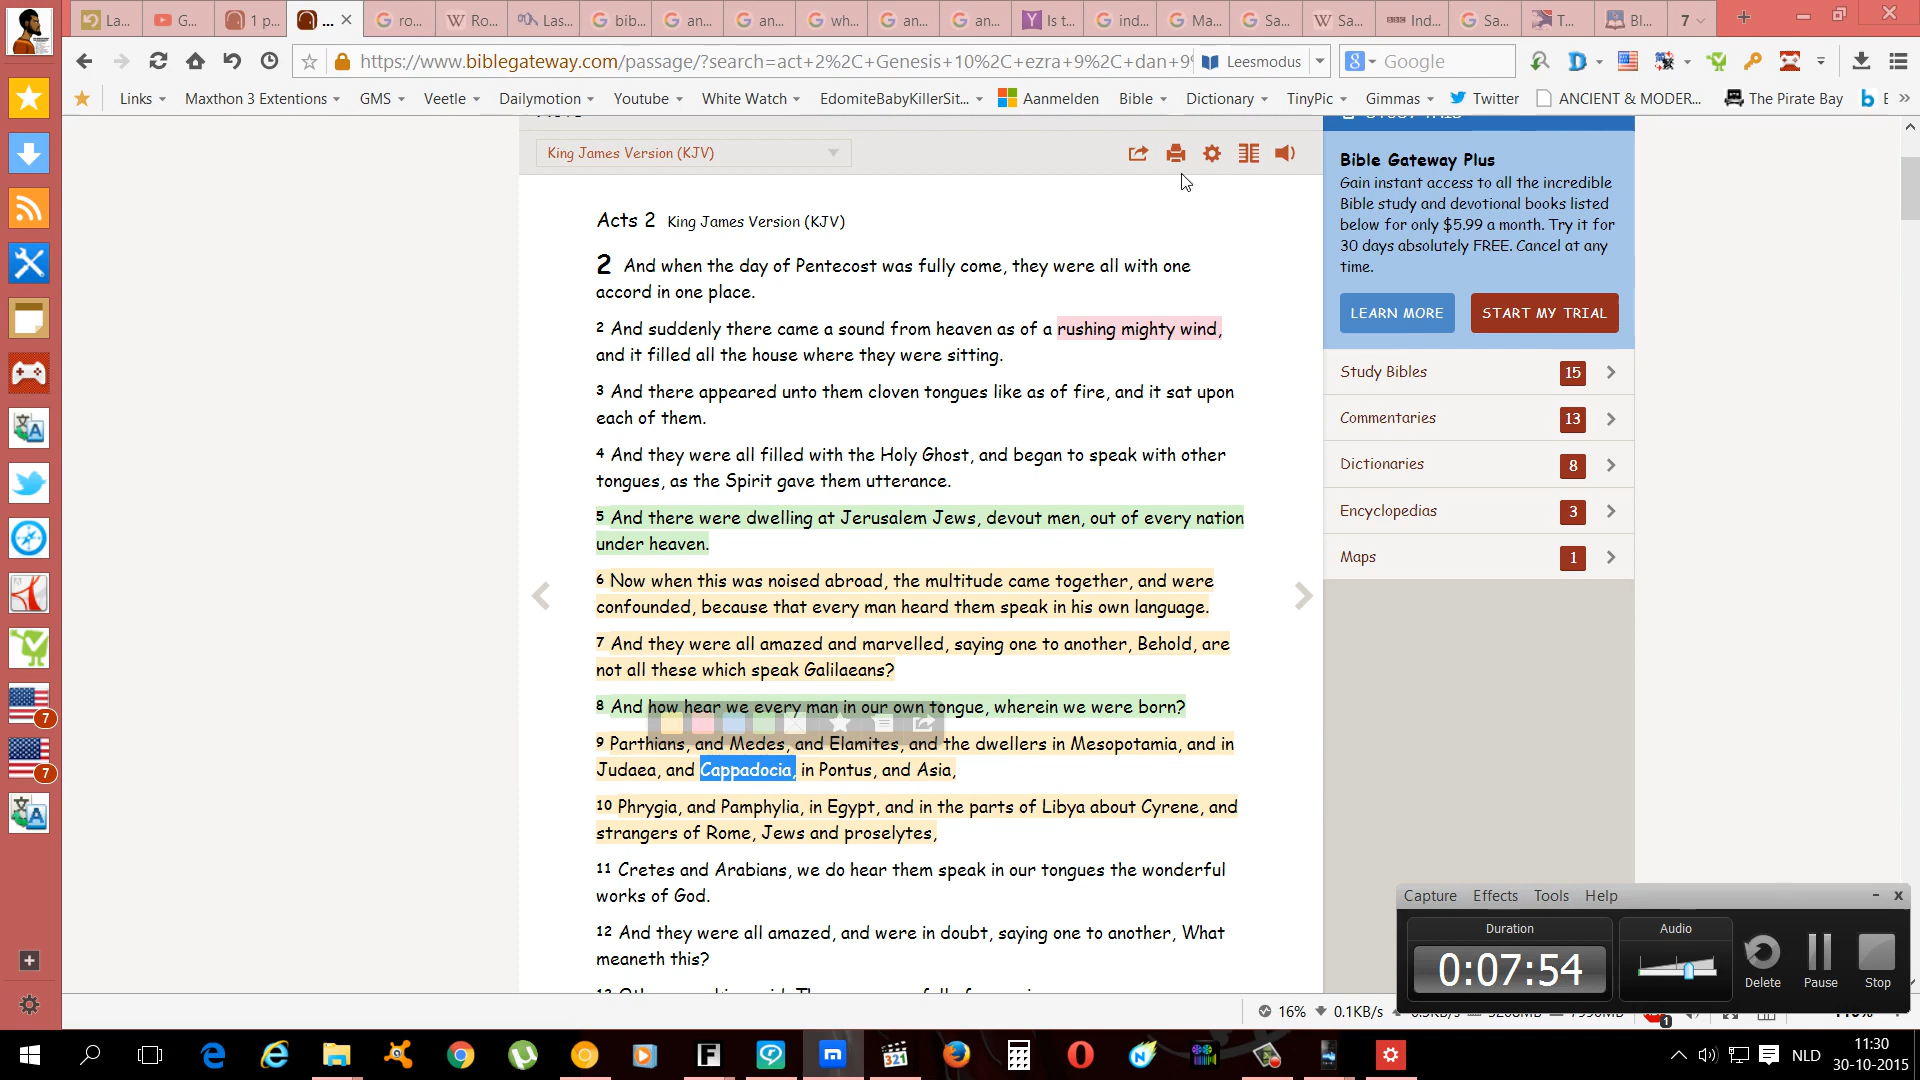 La...
G...
1 p...
...
ro...
Ro...
Las...
bib...
an...
an...
wh...
an...
an...
Is t...
ind...
Ma...
Sa...
Sa...
Ind...
Sa...
T...
Bl...
7
https://www.biblegateway.com/passage/?search=act+2%2C+Genesis+10%2C+ezra+9%2C+dan+9
Leesmodus
Google
Links
Maxthon 3 Extentions
GMS
Veetle
Dailymotion
Youtube
White Watch
EdomiteBabyKillerSit...
Aanmelden
Bible
Dictionary
TinyPic
Gimmas
Twitter
ANCIENT & MODER...
The Pirate Bay
King James Version (KJV)
Acts 2 King James Version (KJV)
2 And when the day of Pentecost was fully come, they were all with one
accord in one place.
2 And suddenly there came a sound from heaven as of a rushing mighty wind,
and it filled all the house where they were sitting.
3 And there appeared unto them cloven tongues like as of fire, and it sat upon
each of them.
4 And they were all filled with the Holy Ghost, and began to speak with other
tongues, as the Spirit gave them utterance.
5 And there were dwelling at Jerusalem Jews, devout men, out of every nation
under heaven.
6 Now when this was noised abroad, the multitude came together, and were
confounded, because that every man heard them speak in his own language.
7 And they were all amazed and marvelled, saying one to another, Behold, are
not all these which speak Galilaeans?
8 And how hear we every man in our own tongue, wherein we were born?
9 Parthians, and Medes, and Elamites, and the dwellers in Mesopotamia, and in
Judaea, and Cappadocia, in Pontus, and Asia,
10 Phrygia, and Pamphylia, in Egypt, and in the parts of Libya about Cyrene, and
strangers of Rome, Jews and proselytes,
11 Cretes and Arabians, we do hear them speak in our tongues the wonderful
works of God.
12 And they were all amazed, and were in doubt, saying one to another, What
meaneth this?
Bible Gateway Plus
Gain instant access to all the incredible
Bible study and devotional books listed
below for only $5.99 a month. Try it for
30 days absolutely FREE. Cancel at any
time.
LEARN MORE
START MY TRIAL
Study Bibles 15
Commentaries 13
Dictionaries 8
Encyclopedias 3
Maps 1
7
7
Capture Effects Tools Help
Duration
0:07:54
Audio
Delete
Pause
Stop
16%
0.1KB/s
1
321
NLD
11:30
30-10-2015